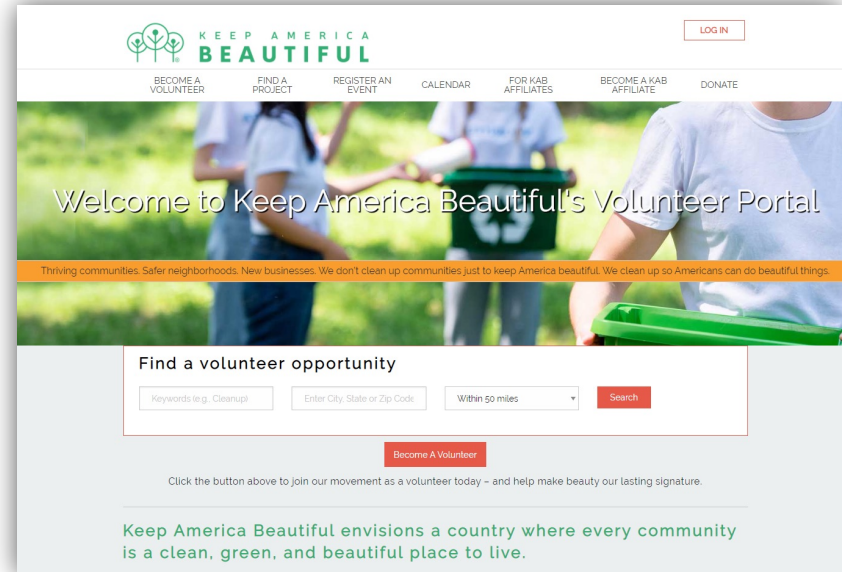 KEEP AMERICA
BEAUTIFUL
LOG IN
BECOME A
VOLUNTEER
FIND A
PROJECT
REGISTER AN
EVENT
CALENDAR
FOR KAB
AFFILIATES
BECOME A KAB
AFFILIATE
DONATE
Welcome to Keep America Beautiful's Volunteer Portal
Thriving communities. Safer neighborhoods. New businesses. We don't clean up communities just to keep America beautiful. We clean up so Americans can do beautiful things.
Find a volunteer opportunity
Keywords (e.g., Cleanup)
Enter City, State or Zip Code
Within 50 miles
Search
Become A Volunteer
Click the button above to join our movement as a volunteer today – and help make beauty our lasting signature.
Keep America Beautiful envisions a country where every community
is a clean, green, and beautiful place to live.